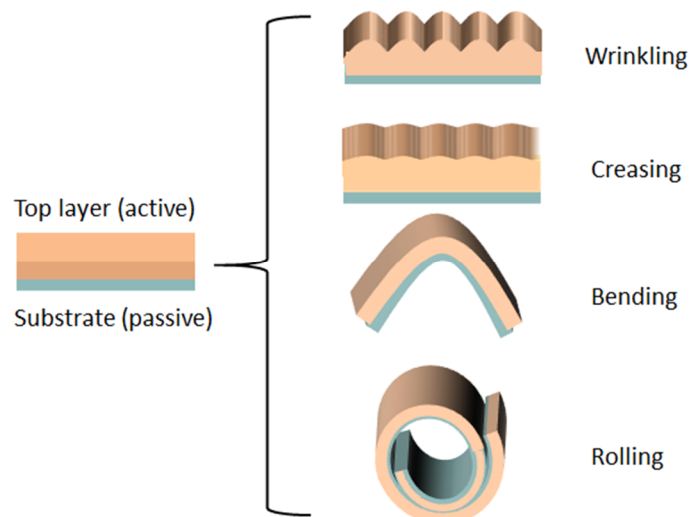 Wrinkling
Creasing
Top layer (active)
Substrate (passive)
Bending
Rolling